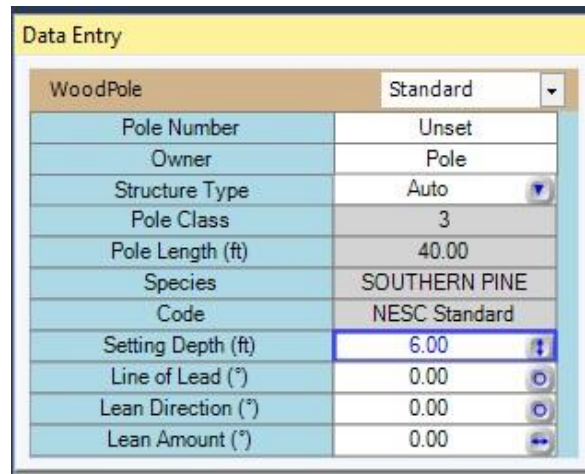 Data Entry
WoodPole Standard
Pole Number Unset
Owner Pole
Structure Type Auto
Pole Class 3
Pole Length (ft) 40.00
Species SOUTHERN PINE
Code NESC Standard
Setting Depth (ft) 6.00
Line of Lead (°) 0.00
Lean Direction (°) 0.00
Lean Amount (°) 0.00